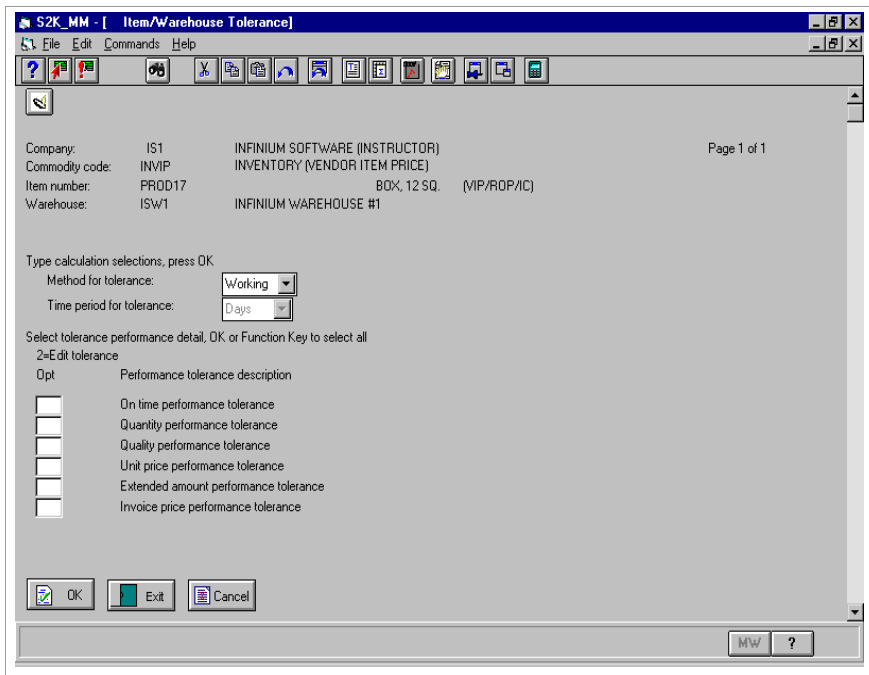 S2K_MM - [ Item/Warehouse Tolerance]
File Edit Commands Help
Company: IS1 INFINIUM SOFTWARE (INSTRUCTOR) Page 1 of 1
Commodity code: INVIP INVENTORY (VENDOR ITEM PRICE)
Item number: PROD17 BOX, 12 SQ. (VIP/ROP/IC)
Warehouse: ISW1 INFINIUM WAREHOUSE #1
Type calculation selections, press OK
Method for tolerance: Working
Time period for tolerance: Days
Select tolerance performance detail, OK or Function Key to select all
2=Edit tolerance
Opt Performance tolerance description
On time performance tolerance
Quantity performance tolerance
Quality performance tolerance
Unit price performance tolerance
Extended amount performance tolerance
Invoice price performance tolerance
OK Exit Cancel
MW ?